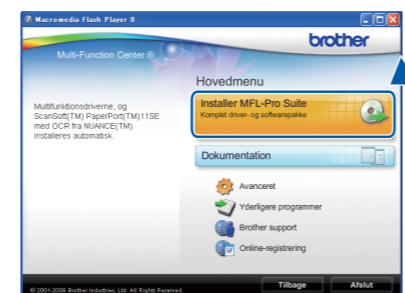 Macromedia Flash Player 8
brother
Multi-Function Center ®
Hovedmenu
Multifunktionsdriverne, og
ScanSoft(TM) PaperPort(TM)11SE
med OCR fra NUANCE(TM)
installeres automatisk.
Installer MFL-Pro Suite
Komplet driver- og softwarepakke
Dokumentation
Avanceret
Yderligere programmer
Brother support
Online-registrering
© 2001-2008 Brother Industries, Ltd. All Rights Reserved.
Tilbage
Afslut